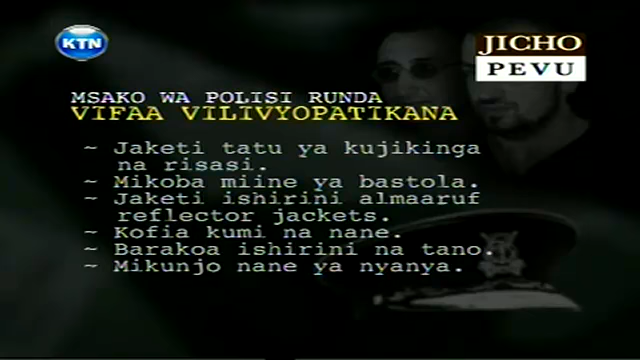 KTN
JICHO
PEVU
MSAKO WA POLISI RUNDA
VIFAA VILIVYOPATIKANA
~ Jaketi tatu ya kujikinga
na risasi.
~ Mikoba miine ya bastola.
~ Jaketi ishirini almaaruf
reflector jackets.
~ Kofia kumi na nane.
~ Barakoa ishirini na tano.
~ Mikunjo nane ya nyanya.